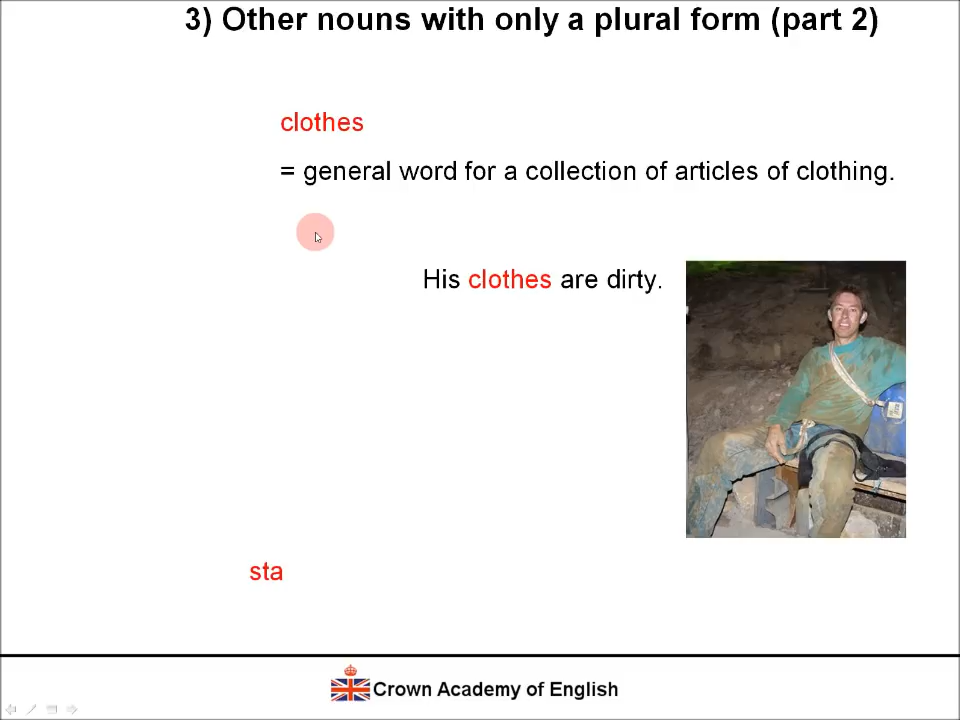 3) Other nouns with only a plural form (part 2)
clothes
= general word for a collection of articles of clothing.
His clothes are dirty.
sta
Crown Academy of English